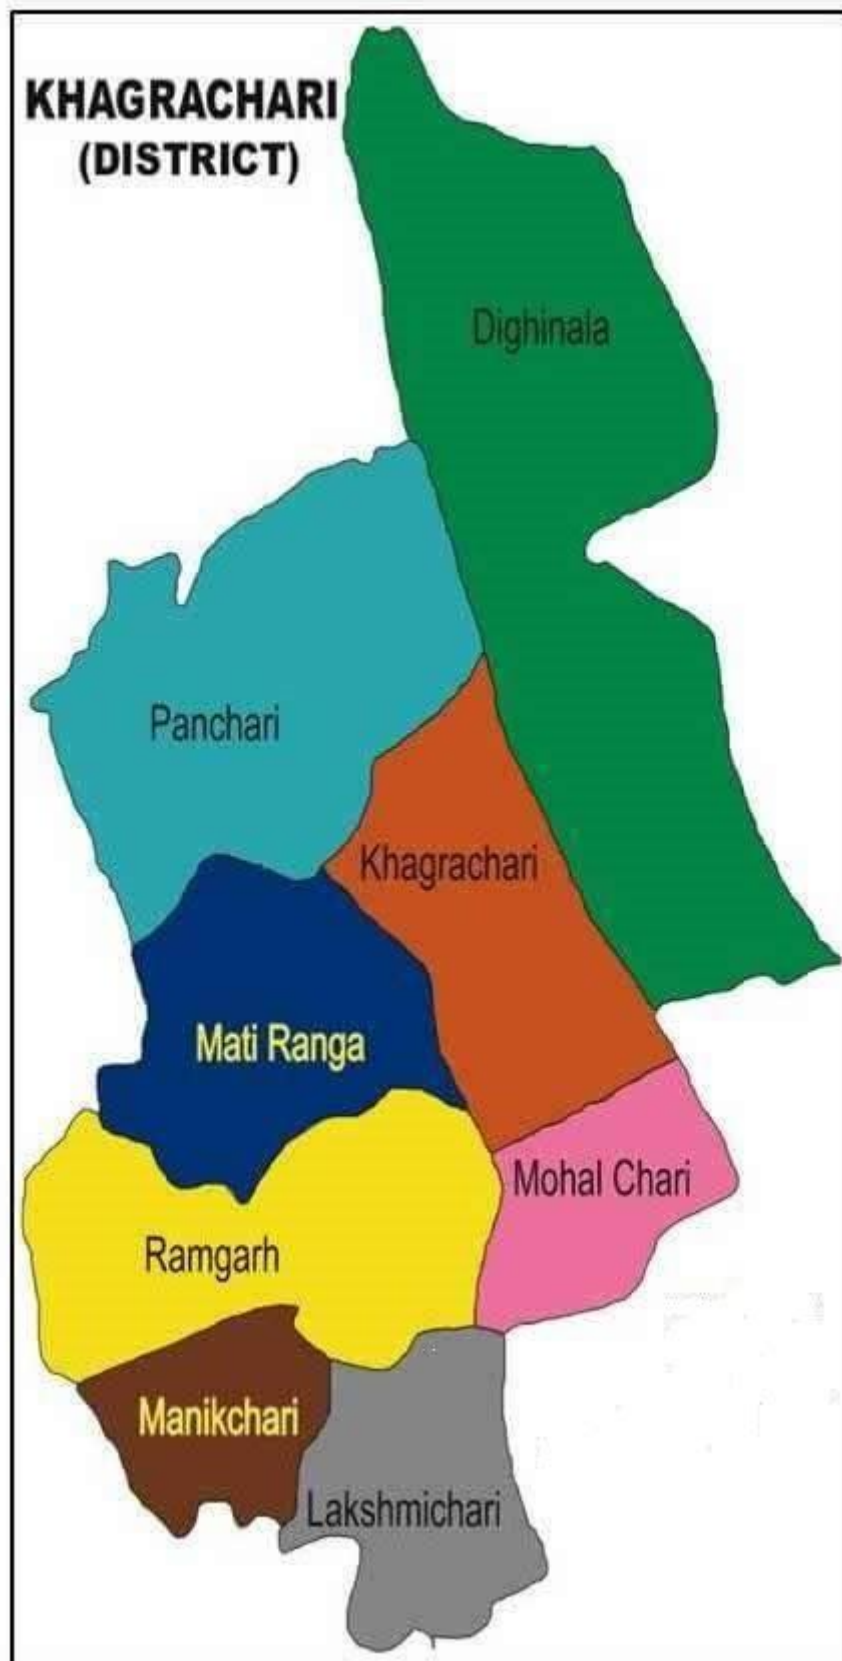 KHAGRACHARI
(DISTRICT)
Dighinala
Panchari
Khagrachari
Mati Ranga
Mohal Chari
Ramgarh
Manikchari
Lakshmichari